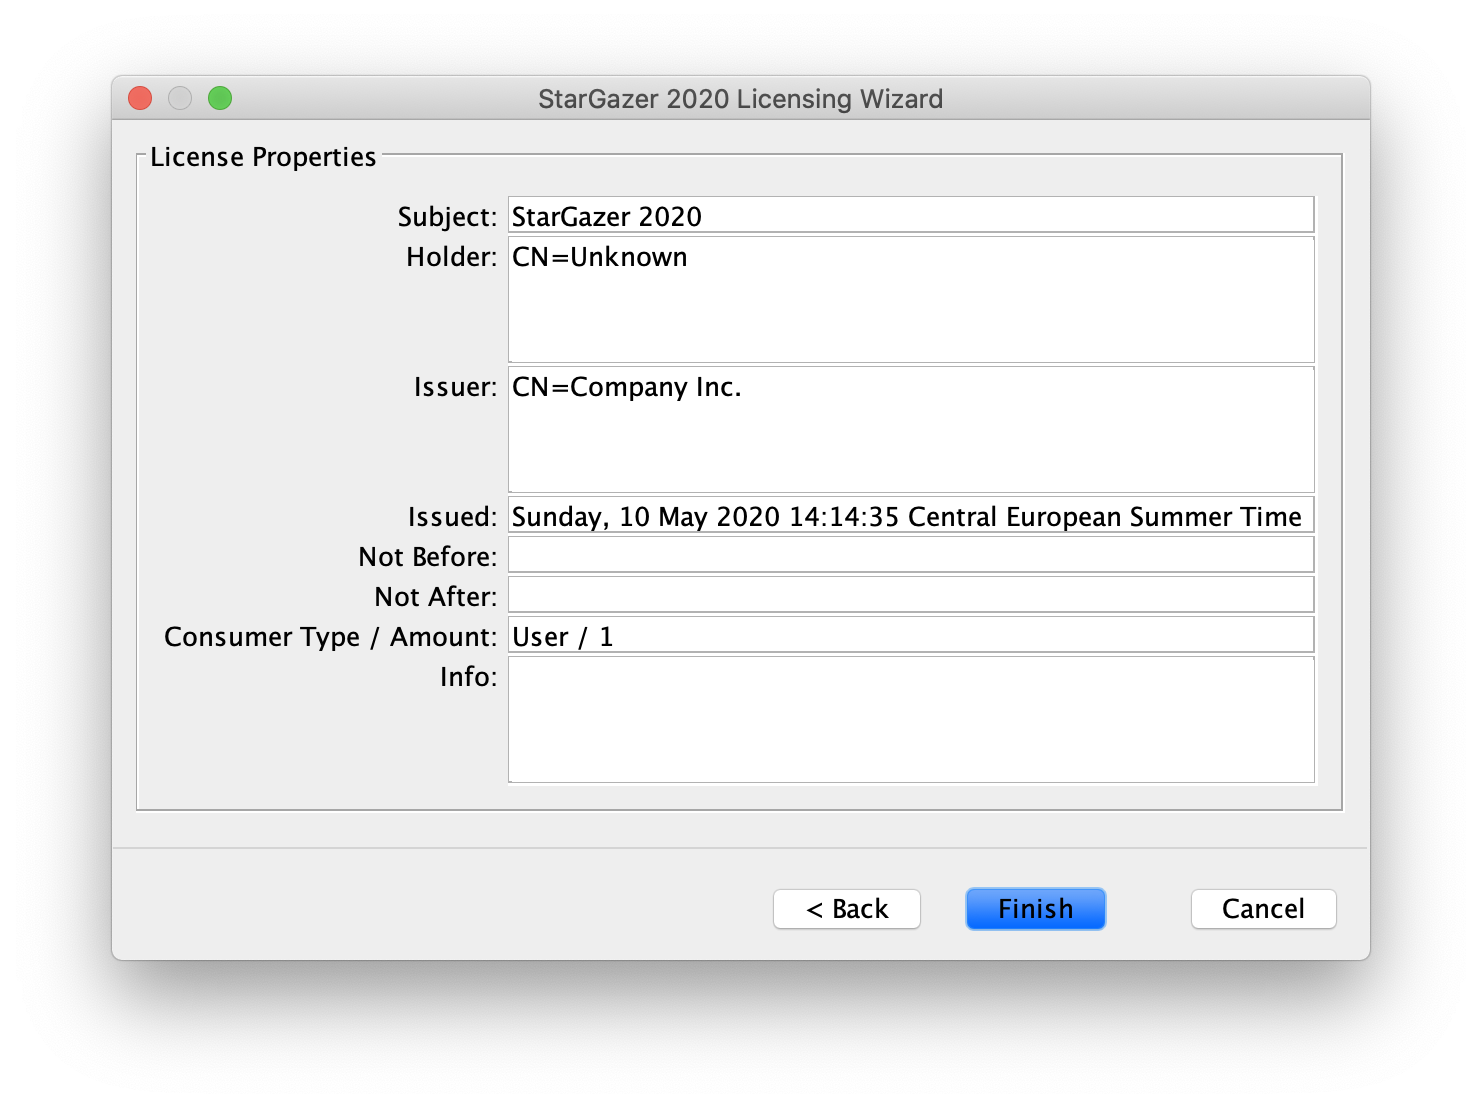 StarGazer 2020 Licensing Wizard
License Properties
Subject: StarGazer 2020
Holder: CN=Unknown
Issuer: CN=Company Inc.
Issued: Sunday, 10 May 2020 14:14:35 Central European Summer Time
Not Before:
Not After:
Consumer Type / Amount: User / 1
Info:
< Back Finish Cancel